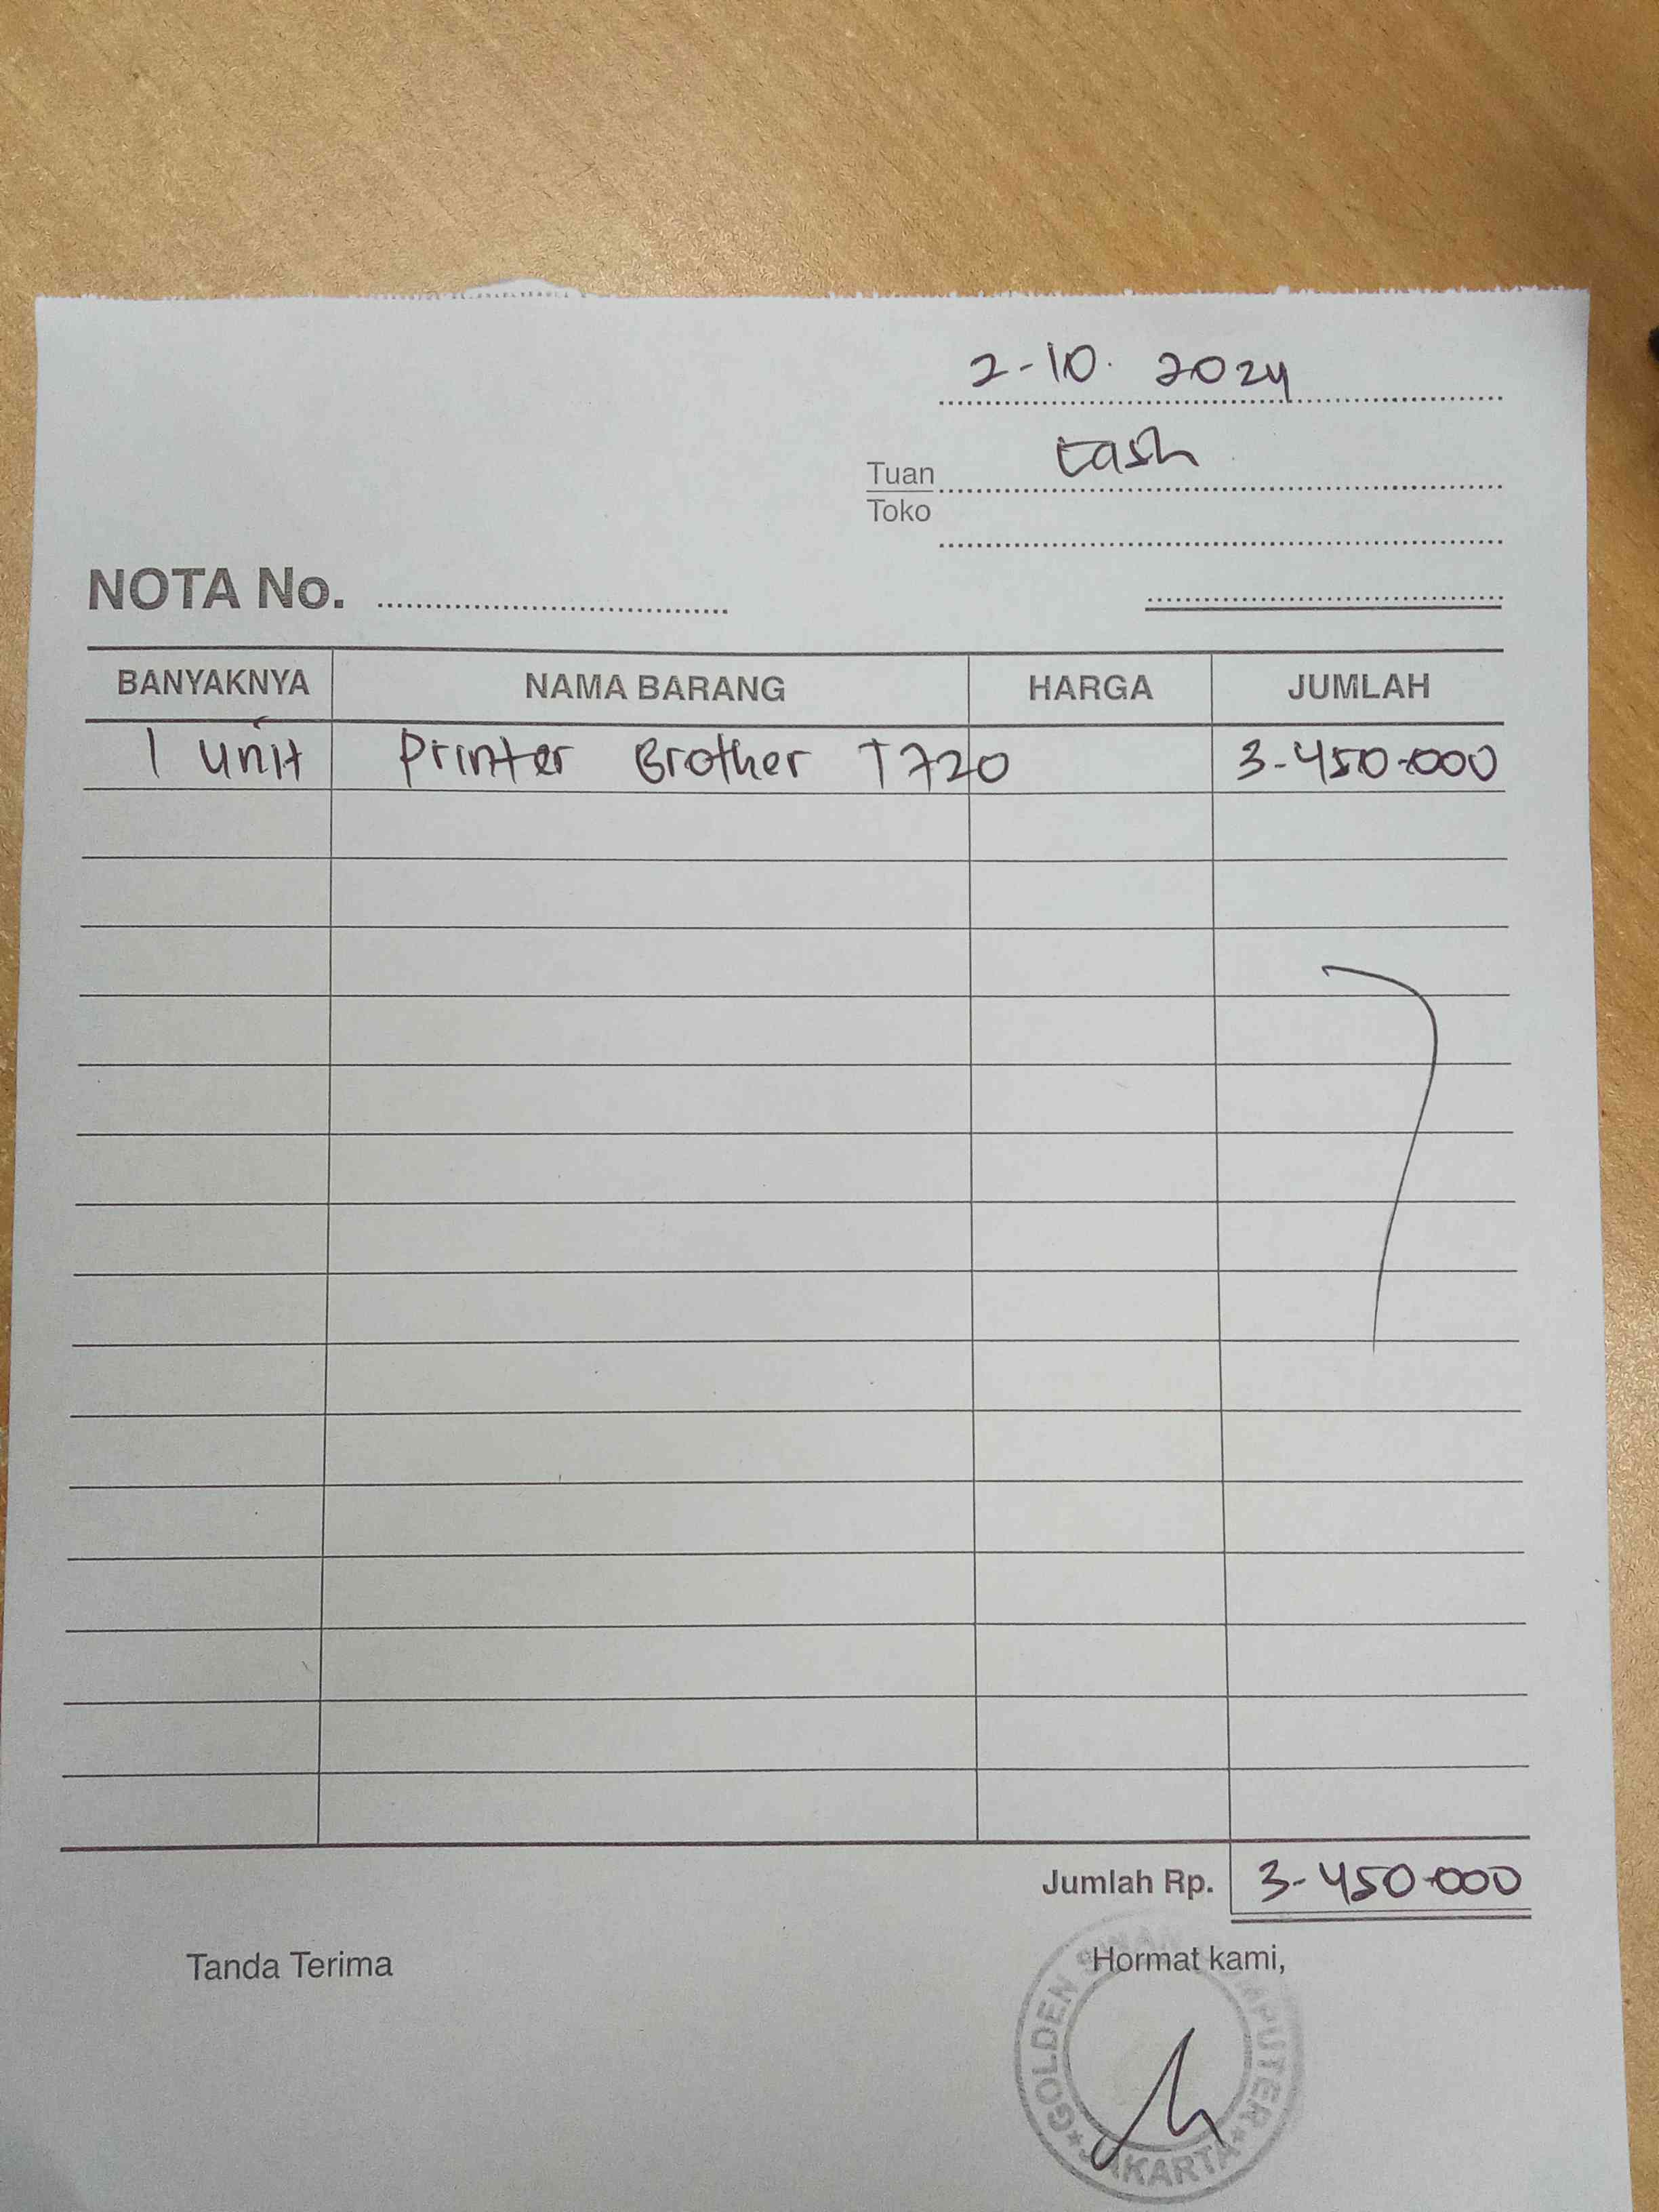 2-10. 2024
Tuan cash
Toko
NOTA No.
BANYAKNYA NAMA BARANG HARGA JUMLAH
1 unit Printer Brother T720 3-450-000
Jumlah Rp. 3-450-000
Tanda Terima Hormat kami,
GOLDEN COMPUTER
JAKARTA